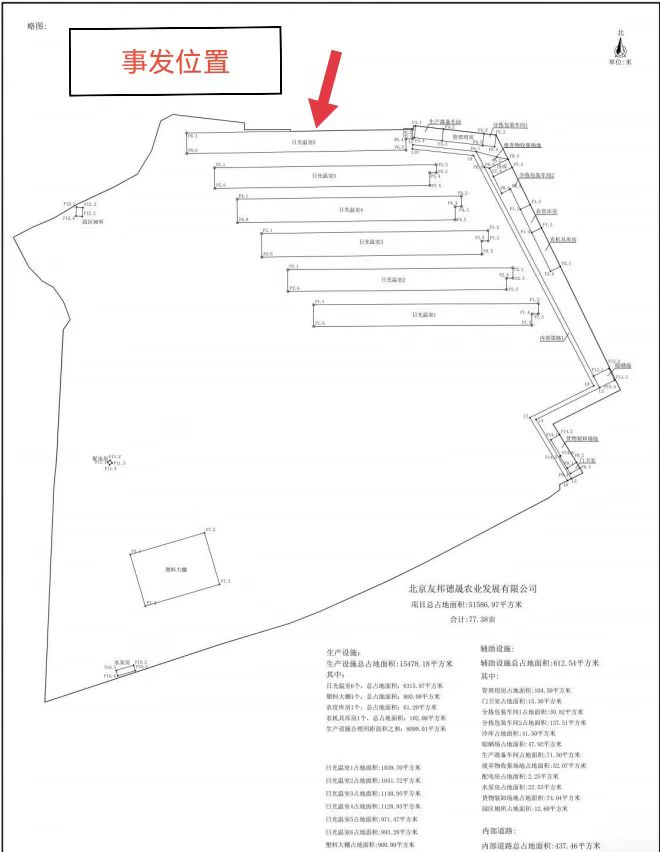 略图:
事发位置
北
单位:米
生产准备车间
分拣包装车间1
管理用房
废弃物收集场地
冷库
分拣包装车间2
农资库房
农机具库房
内部道路1
晾晒场
货物装卸场地
门卫室
日光温室6
日光温室5
日光温室4
日光温室3
日光温室2
日光温室1
园区厕所
配电房
塑料大棚
水泵房
北京友邦德晟农业发展有限公司
项目总占地面积:51586.97平方米
合计:77.38亩
生产设施:
生产设施总占地面积:15478.18平方米
其中:
日光温室6个, 总占地面积: 6315.97平方米
塑料大棚1个, 总占地面积: 900.00平方米
农资库房1个, 总占地面积: 61.20平方米
农机具库房1个, 总占地面积: 102.00平方米
生产设施合理间距面积之和: 8099.01平方米
日光温室1占地面积:1039.70平方米
日光温室2占地面积:1041.72平方米
日光温室3占地面积:1140.95平方米
日光温室4占地面积:1128.85平方米
日光温室5占地面积:971.47平方米
日光温室6占地面积:993.28平方米
塑料大棚占地面积:900.00平方米
辅助设施:
辅助设施总占地面积:612.54平方米
其中:
管理用房占地面积:104.50平方米
门卫室占地面积:15.30平方米
分拣包装车间1占地面积:30.82平方米
分拣包装车间2占地面积:137.51平方米
冷库占地面积:41.50平方米
晾晒场占地面积:47.92平方米
生产准备车间占地面积:71.50平方米
废弃物收集场地占地面积:52.07平方米
配电房占地面积:2.25平方米
水泵房占地面积:22.53平方米
货物装卸场地占地面积:74.04平方米
园区厕所占地面积:12.60平方米
内部道路:
内部道路总占地面积:437.46平方米